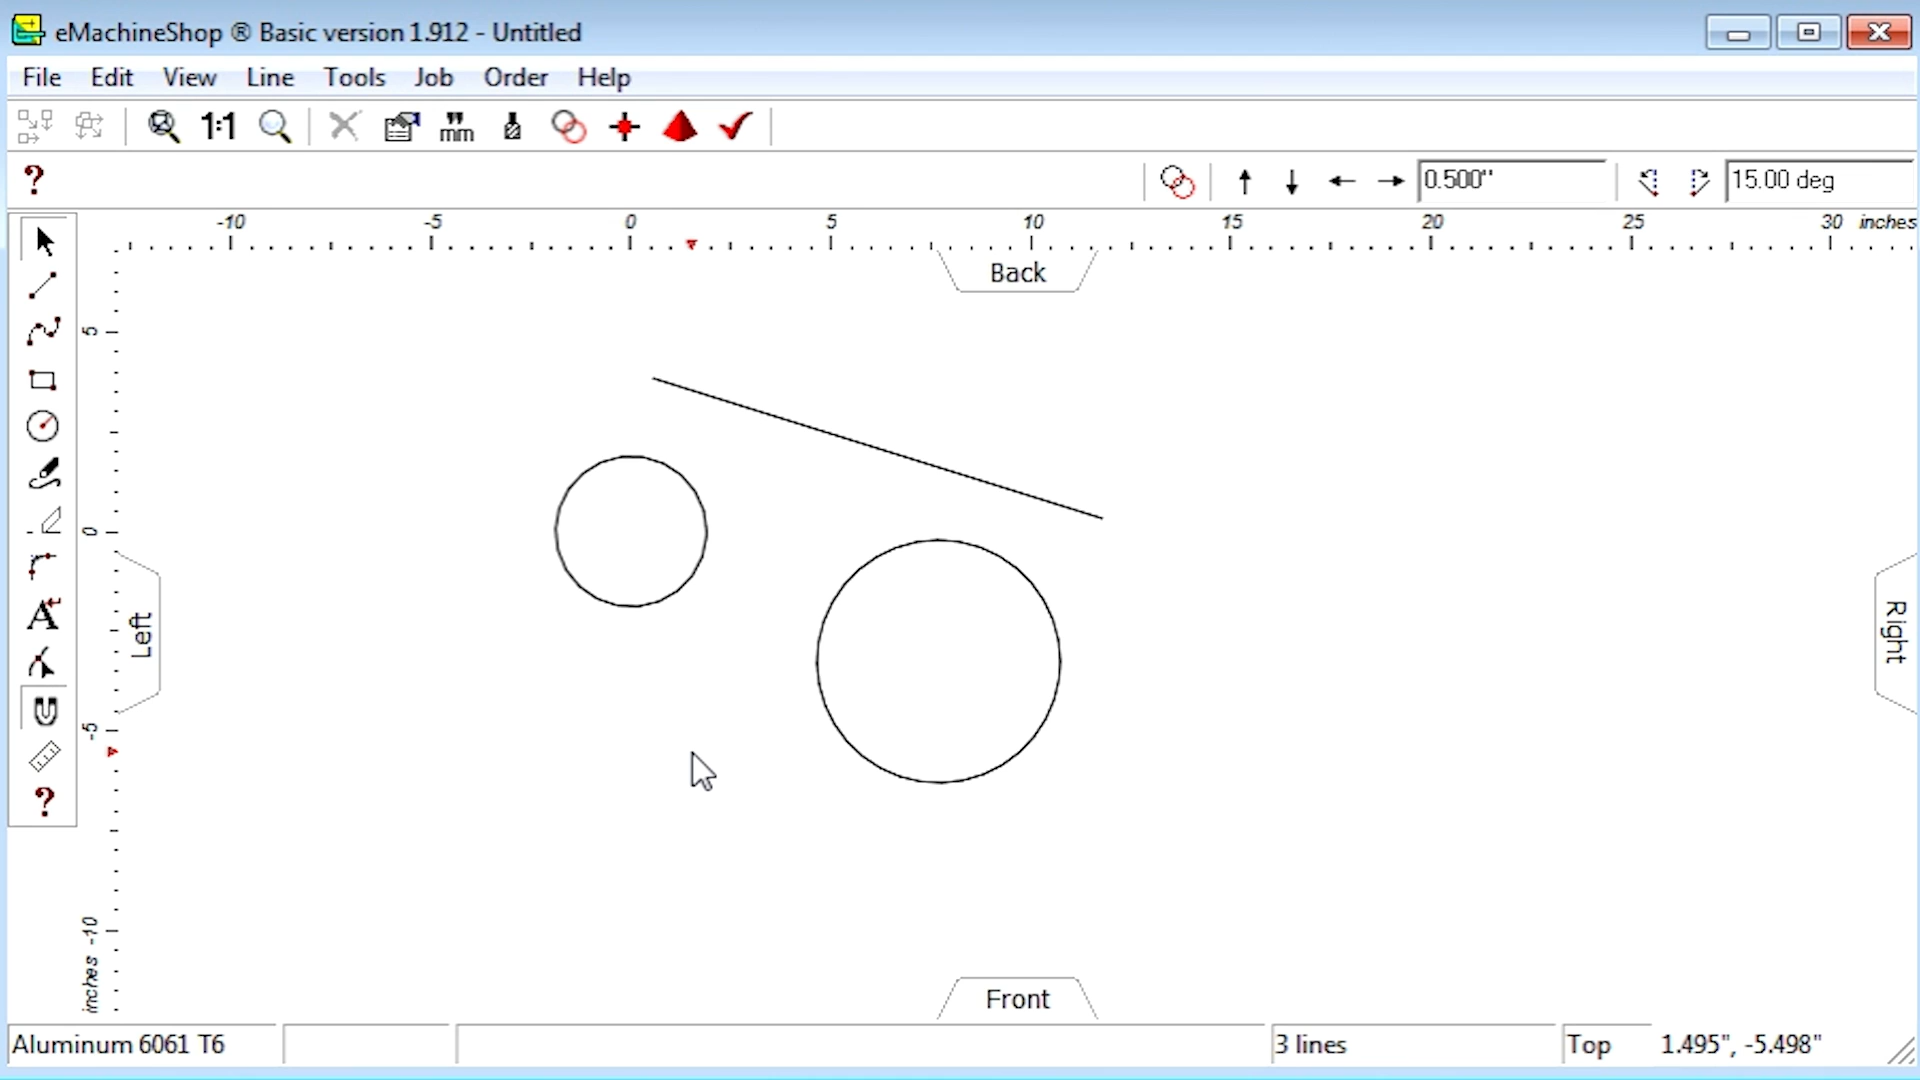 eMachineShop ® Basic version 1.912 - Untitled
File Edit View Line Tools Job Order Help
1:1 mm
? 0.500" 15.00 deg
-10 -5 0 5 10 15 20 25 30 inches
Back
5
0
-5
-10
inches
Left
Right
A
?
Front
Aluminum 6061 T6 3 lines Top 1.495", -5.498"